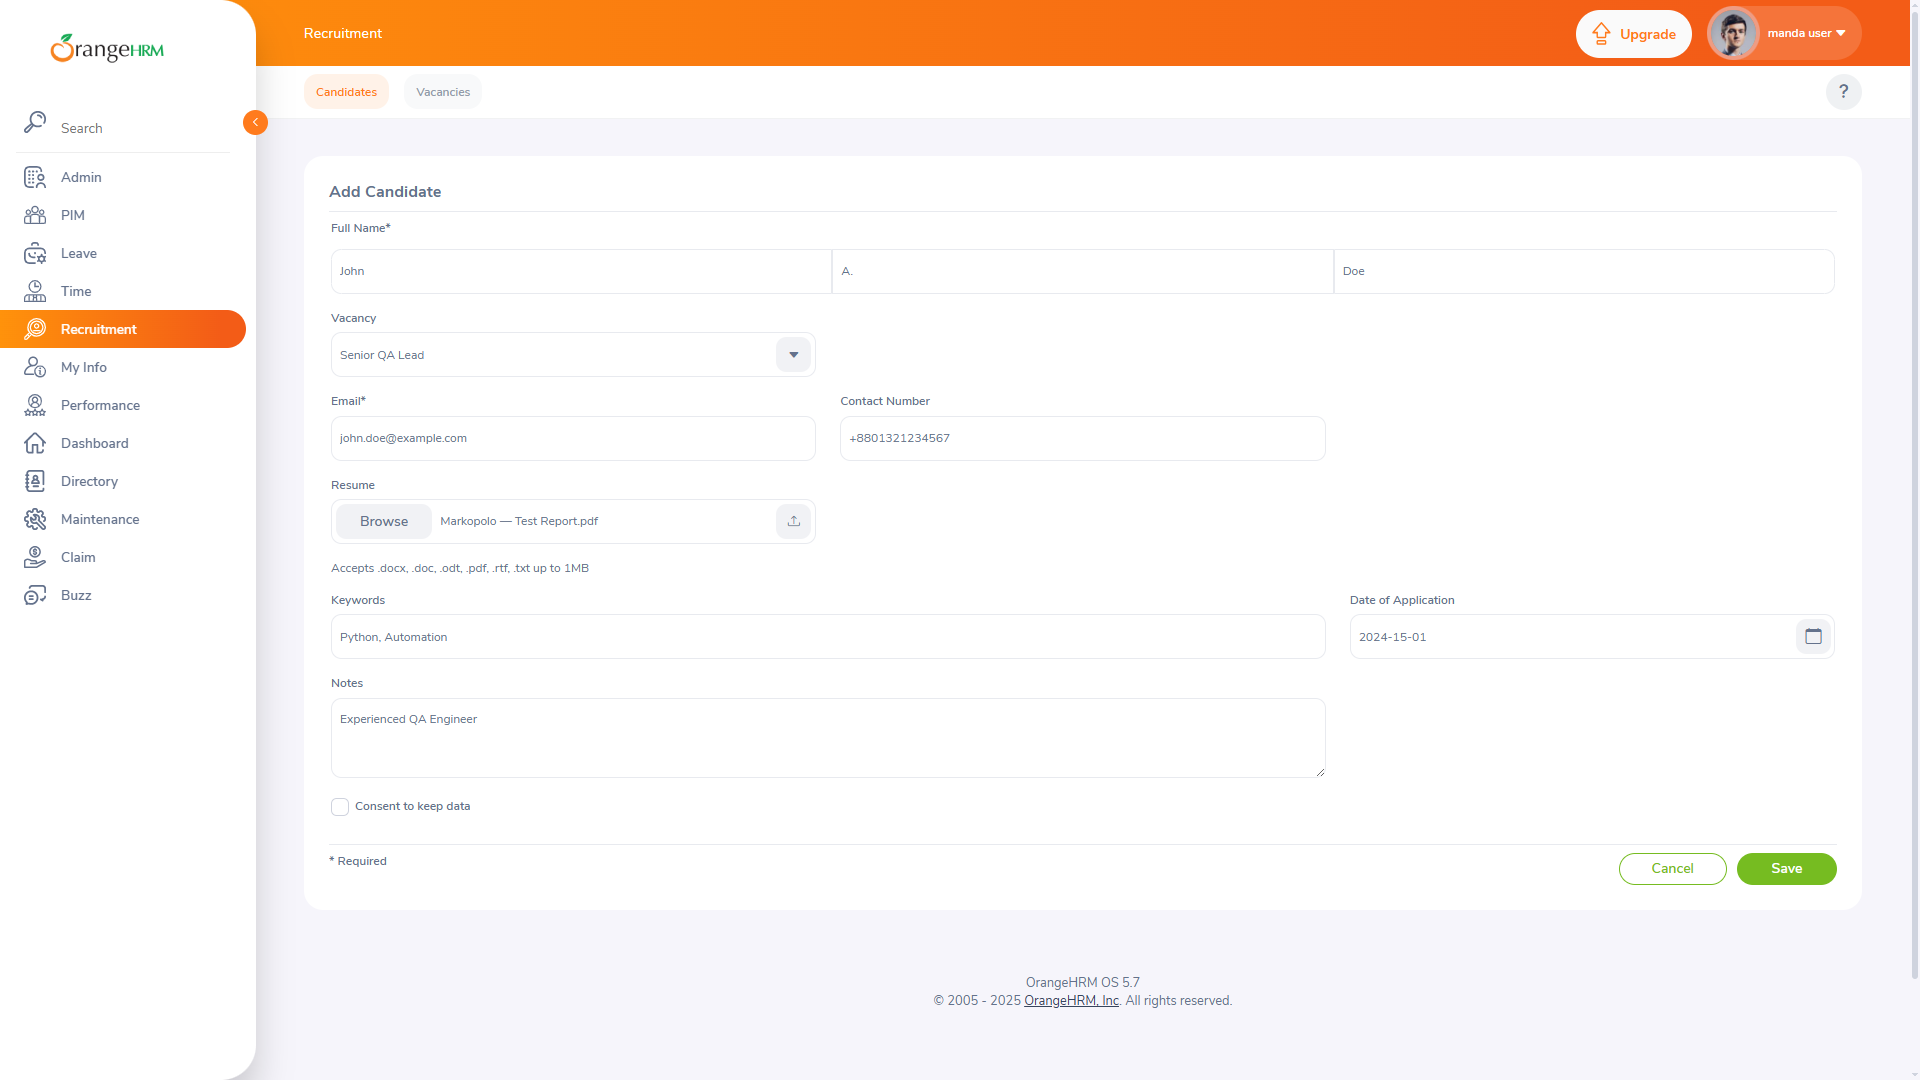 OrangeHRM
Recruitment
Upgrade
manda user
Candidates
Vacancies
?
Search
Admin
PIM
Leave
Time
Recruitment
My Info
Performance
Dashboard
Directory
Maintenance
Claim
Buzz
Add Candidate
Full Name*
John
A.
Doe
Vacancy
Senior QA Lead
Email*
Contact Number
john.doe@example.com
+8801321234567
Resume
Browse
Markopolo — Test Report.pdf
Accepts .docx, .doc, .odt, .pdf, .rtf, .txt up to 1MB
Keywords
Date of Application
Python, Automation
2024-15-01
Notes
Experienced QA Engineer
Consent to keep data
* Required
Cancel
Save
OrangeHRM OS 5.7
© 2005 - 2025 OrangeHRM, Inc. All rights reserved.